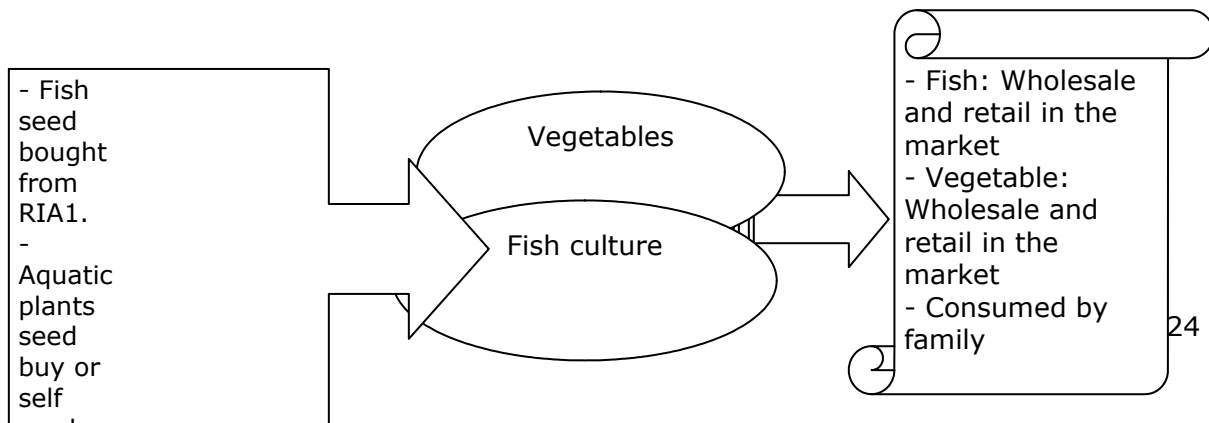 - Fish
seed
bought
from
RIA1.
-
Aquatic
plants
seed
buy or
self
Vegetables
Fish culture
- Fish: Wholesale
and retail in the
market
- Vegetable:
Wholesale and
retail in the
market
- Consumed by
family
24